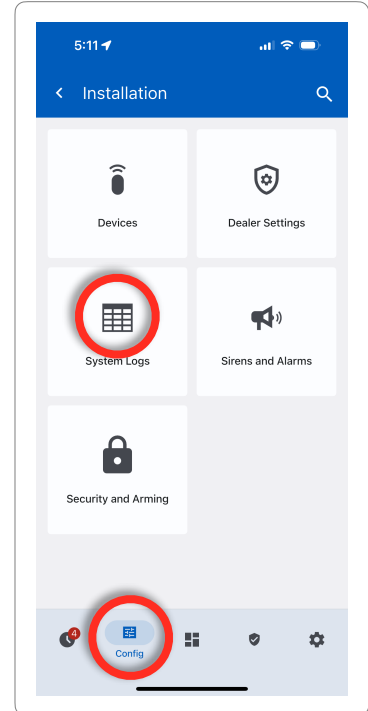 5:11
Installation
Devices
Dealer Settings
System Logs
Sirens and Alarms
Security and Arming
4
Config